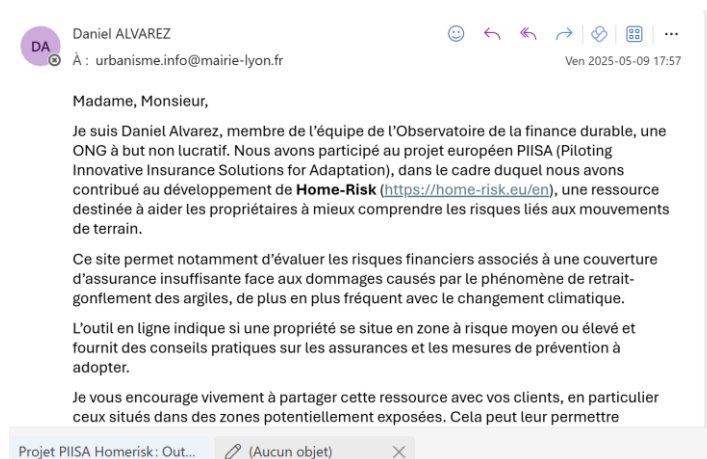 DA
Daniel ALVAREZ
À : urbanisme.info@mairie-lyon.fr
Ven 2025-05-09 17:57
Madame, Monsieur,
Je suis Daniel Alvarez, membre de l’équipe de l’Observatoire de la finance durable, une
ONG à but non lucratif. Nous avons participé au projet européen PIISA (Piloting
Innovative Insurance Solutions for Adaptation), dans le cadre duquel nous avons
contribué au développement de Home-Risk (https://home-risk.eu/en), une ressource
destinée à aider les propriétaires à mieux comprendre les risques liés aux mouvements
de terrain.
Ce site permet notamment d’évaluer les risques financiers associés à une couverture
d’assurance insuffisante face aux dommages causés par le phénomène de retrait-
gonflement des argiles, de plus en plus fréquent avec le changement climatique.
L’outil en ligne indique si une propriété se situe en zone à risque moyen ou élevé et
fournit des conseils pratiques sur les assurances et les mesures de prévention à
adopter.
Je vous encourage vivement à partager cette ressource avec vos clients, en particulier
ceux situés dans des zones potentiellement exposées. Cela peut leur permettre
Projet PIISA Homerisk: Out...
(Aucun objet)